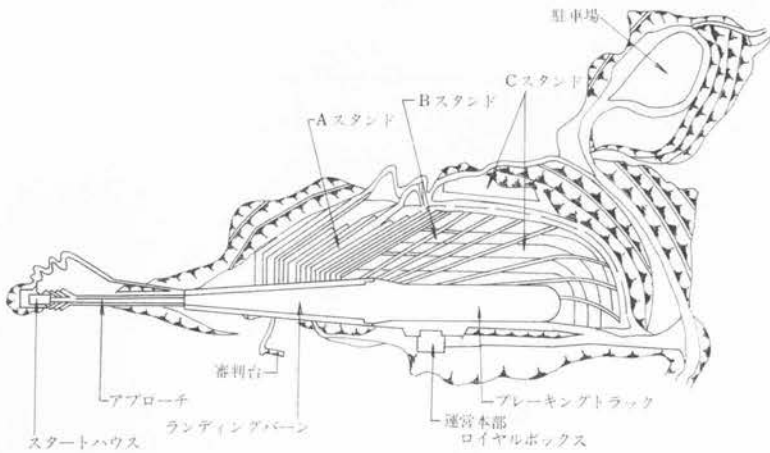 駐車場
Cスタンド
Bスタンド
Aスタンド
審判台
アプローチ
ランディングバーン
ブレーキングトラック
スタートハウス
運営本部
ロイヤルボックス